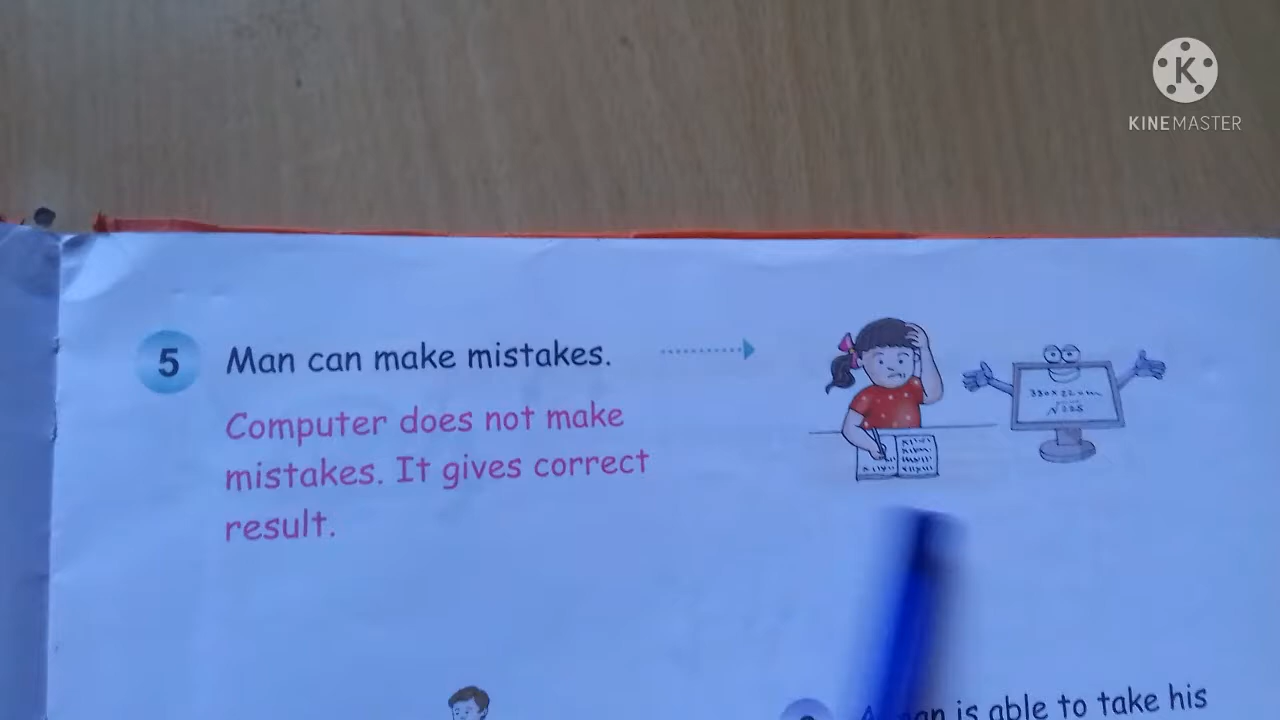 K
KINEMASTER
5 Man can make mistakes.
Computer does not make
mistakes. It gives correct
result.
is able to take his